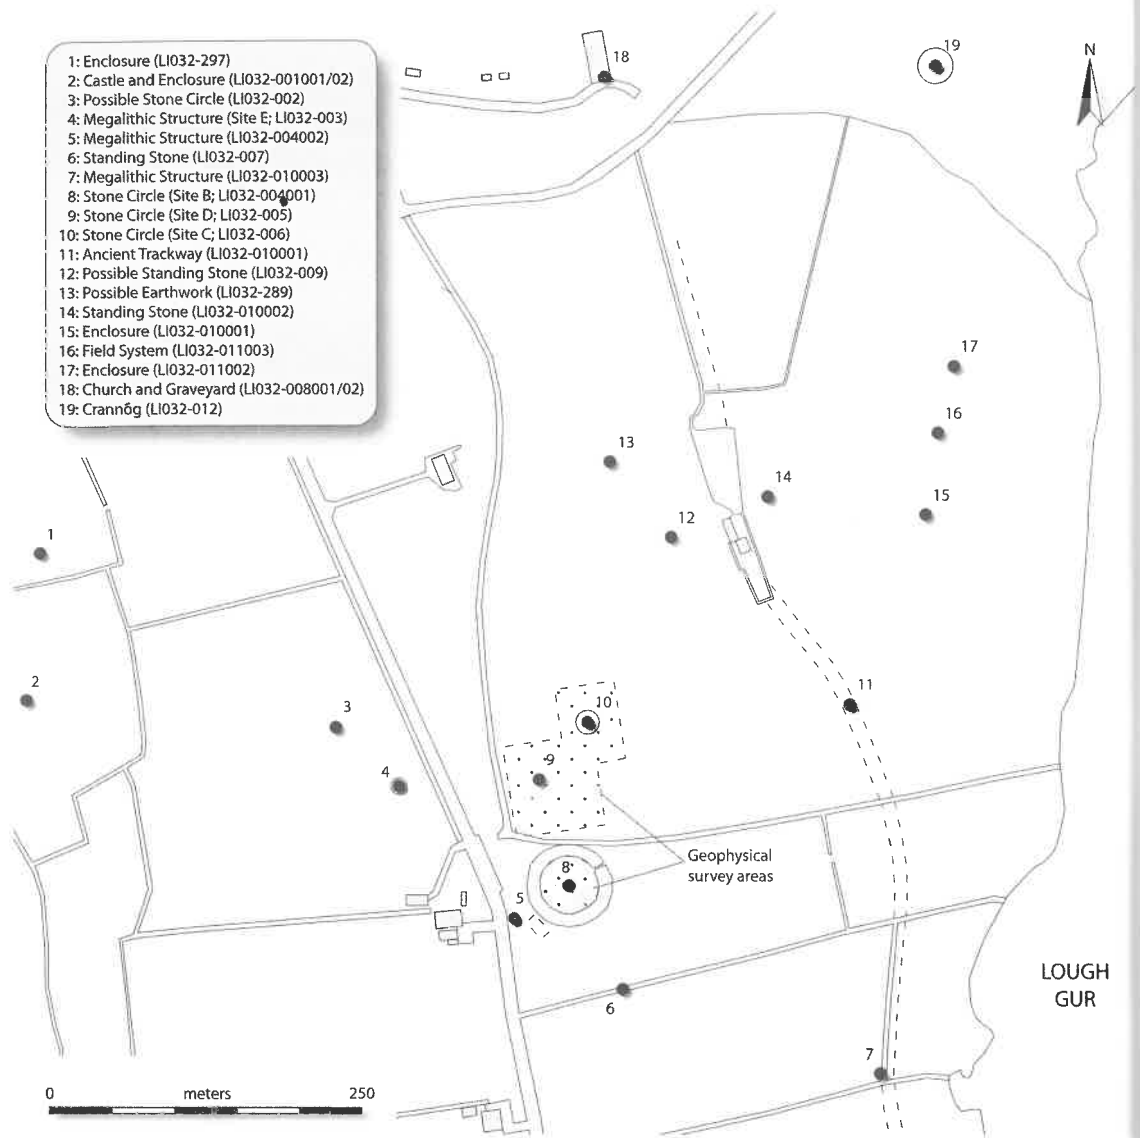 1: Enclosure (LI032-297)
2: Castle and Enclosure (LI032-001001/02)
3: Possible Stone Circle (LI032-002)
4: Megalithic Structure (Site E; LI032-003)
5: Megalithic Structure (LI032-004002)
6: Standing Stone (LI032-007)
7: Megalithic Structure (LI032-010003)
8: Stone Circle (Site B; LI032-004001)
9: Stone Circle (Site D; LI032-005)
10: Stone Circle (Site C; LI032-006)
11: Ancient Trackway (LI032-010001)
12: Possible Standing Stone (LI032-009)
13: Possible Earthwork (LI032-289)
14: Standing Stone (LI032-010002)
15: Enclosure (LI032-010001)
16: Field System (LI032-011003)
17: Enclosure (LI032-011002)
18: Church and Graveyard (LI032-008001/02)
19: Crannóg (LI032-012)
18
19
N
17
16
13
14
15
12
1
2
3
10
11
9
4
Geophysical
survey areas
8
5
LOUGH
GUR
6
7
0 meters 250